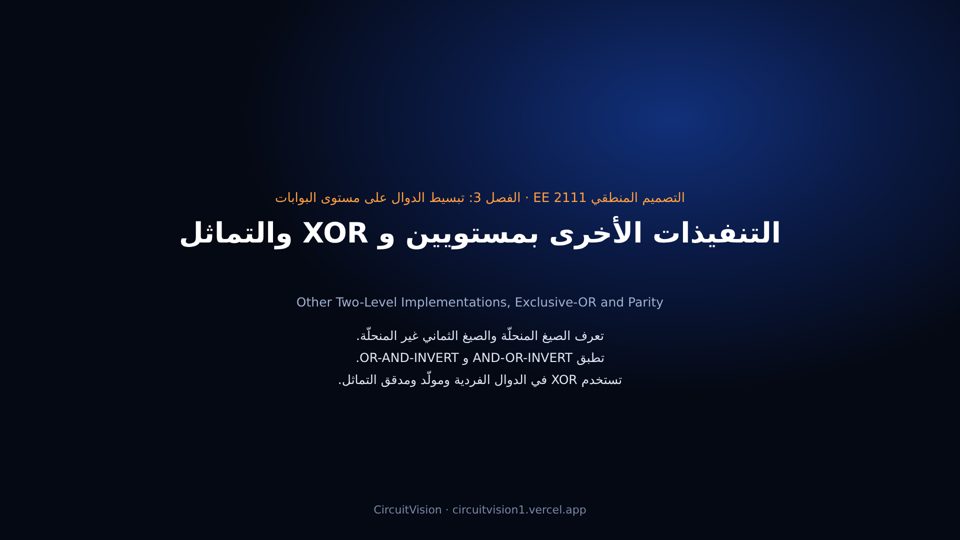 التصميم المنطقي EE 2111 · الفصل 3: تبسيط الدوال على مستوى البوابات
التنفيذات الأخرى بمستويين و XOR والتماثل
Other Two-Level Implementations, Exclusive-OR and Parity
تعرف الصيغ المنحلّة والصيغ الثماني غير المنحلّة.
تطبق AND-OR-INVERT و OR-AND-INVERT.
تستخدم XOR في الدوال الفردية ومولّد ومدقق التماثل.
CircuitVision · circuitvision1.vercel.app